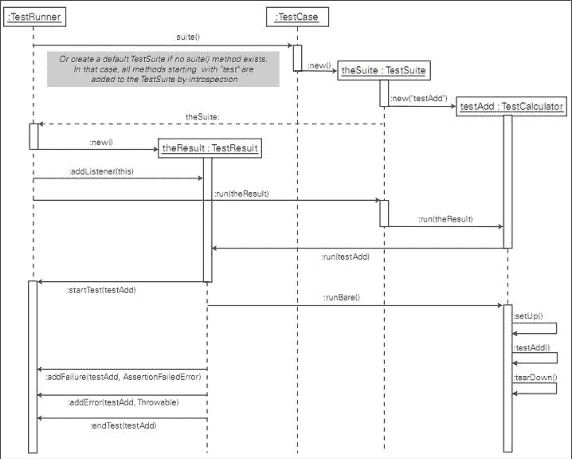 :TestRunner
:TestCase
suite()
Or create a default TestSuite if no suite() method exists.
In that case, all methods starting with "test" are
added to the TestSuite by introspection
:new()
theSuite : TestSuite
:new("testAdd")
testAdd : TestCalculator
theSuite:
:new()
theResult : TestResult
:addListener(this)
:run(theResult)
:run(theResult)
:run(testAdd)
:startTest(testAdd)
:runBare()
:setUp()
:testAdd()
:tearDown()
:addFailure(testAdd, AssertionFailedError)
:addError(testAdd, Throwable)
:endTest(testAdd)